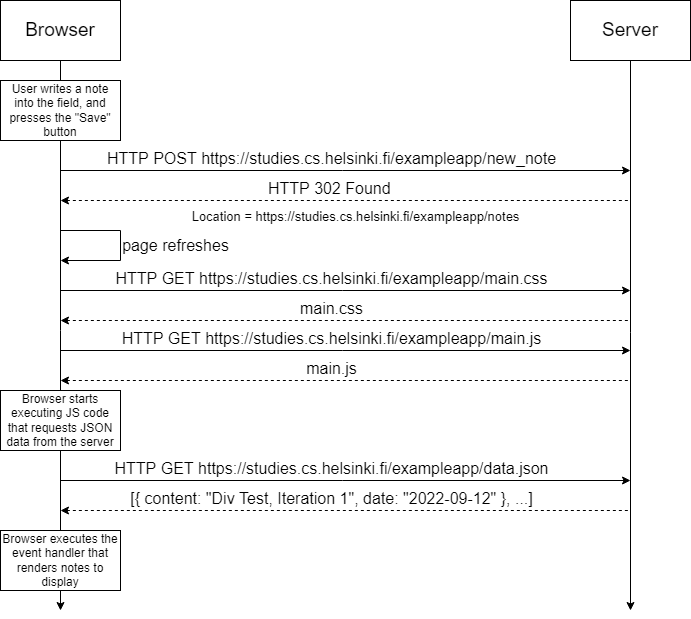 Browser
Server
User writes a note
into the field, and
presses the "Save"
button
HTTP POST https://studies.cs.helsinki.fi/exampleapp/new_note
HTTP 302 Found
Location = https://studies.cs.helsinki.fi/exampleapp/notes
page refreshes
HTTP GET https://studies.cs.helsinki.fi/exampleapp/main.css
main.css
HTTP GET https://studies.cs.helsinki.fi/exampleapp/main.js
main.js
Browser starts
executing JS code
that requests JSON
data from the server
HTTP GET https://studies.cs.helsinki.fi/exampleapp/data.json
[{ content: "Div Test, Iteration 1", date: "2022-09-12" }, ...]
Browser executes the
event handler that
renders notes to
display